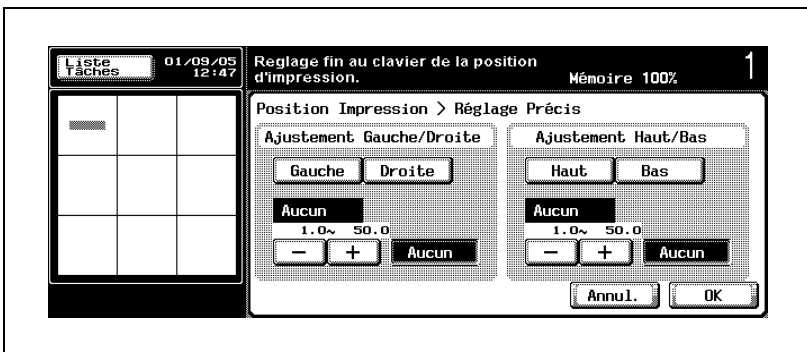 Liste
Tâches
01/09/05
12:47
Reglage fin au clavier de la position
d'impression.
Mémoire 100%
1
Position Impression > Réglage Précis
Ajustement Gauche/Droite
Gauche Droite
Aucun
1.0~ 50.0
− + Aucun
Ajustement Haut/Bas
Haut Bas
Aucun
1.0~ 50.0
− + Aucun
Annul. OK